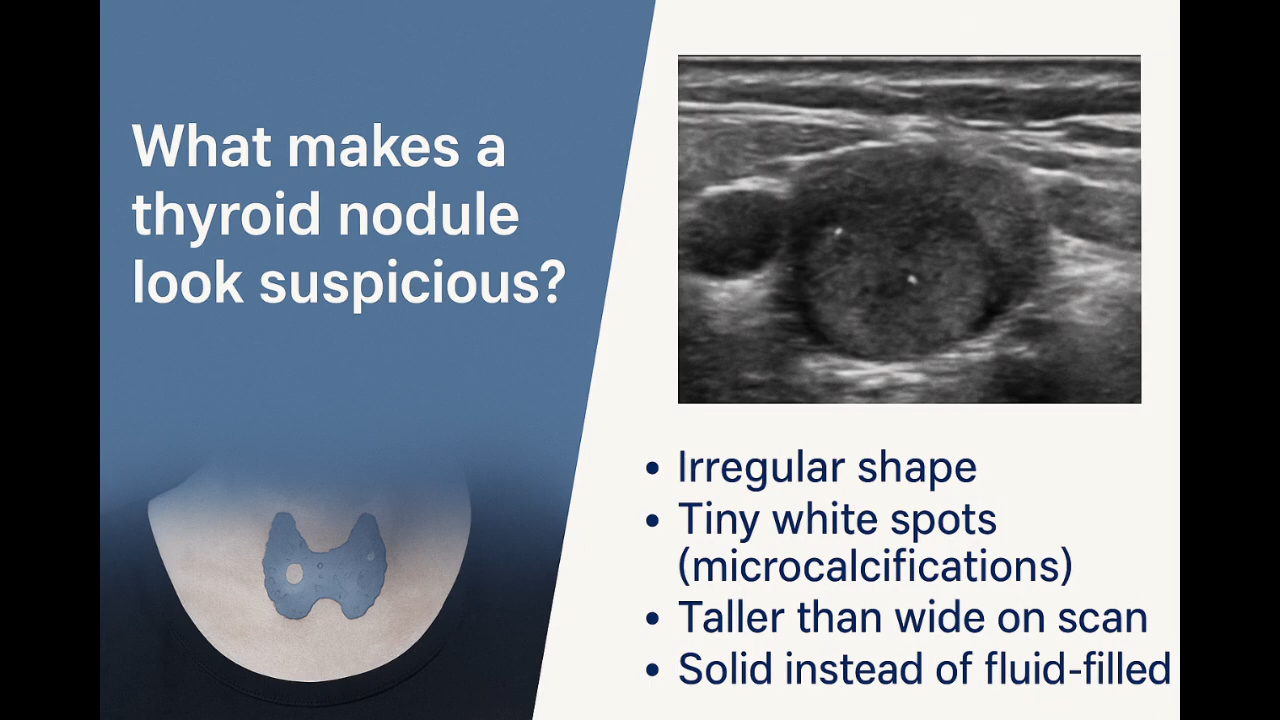 What makes a
thyroid nodule
look suspicious?
• Irregular shape
• Tiny white spots
(microcalcifications)
• Taller than wide on scan
• Solid instead of fluid-filled